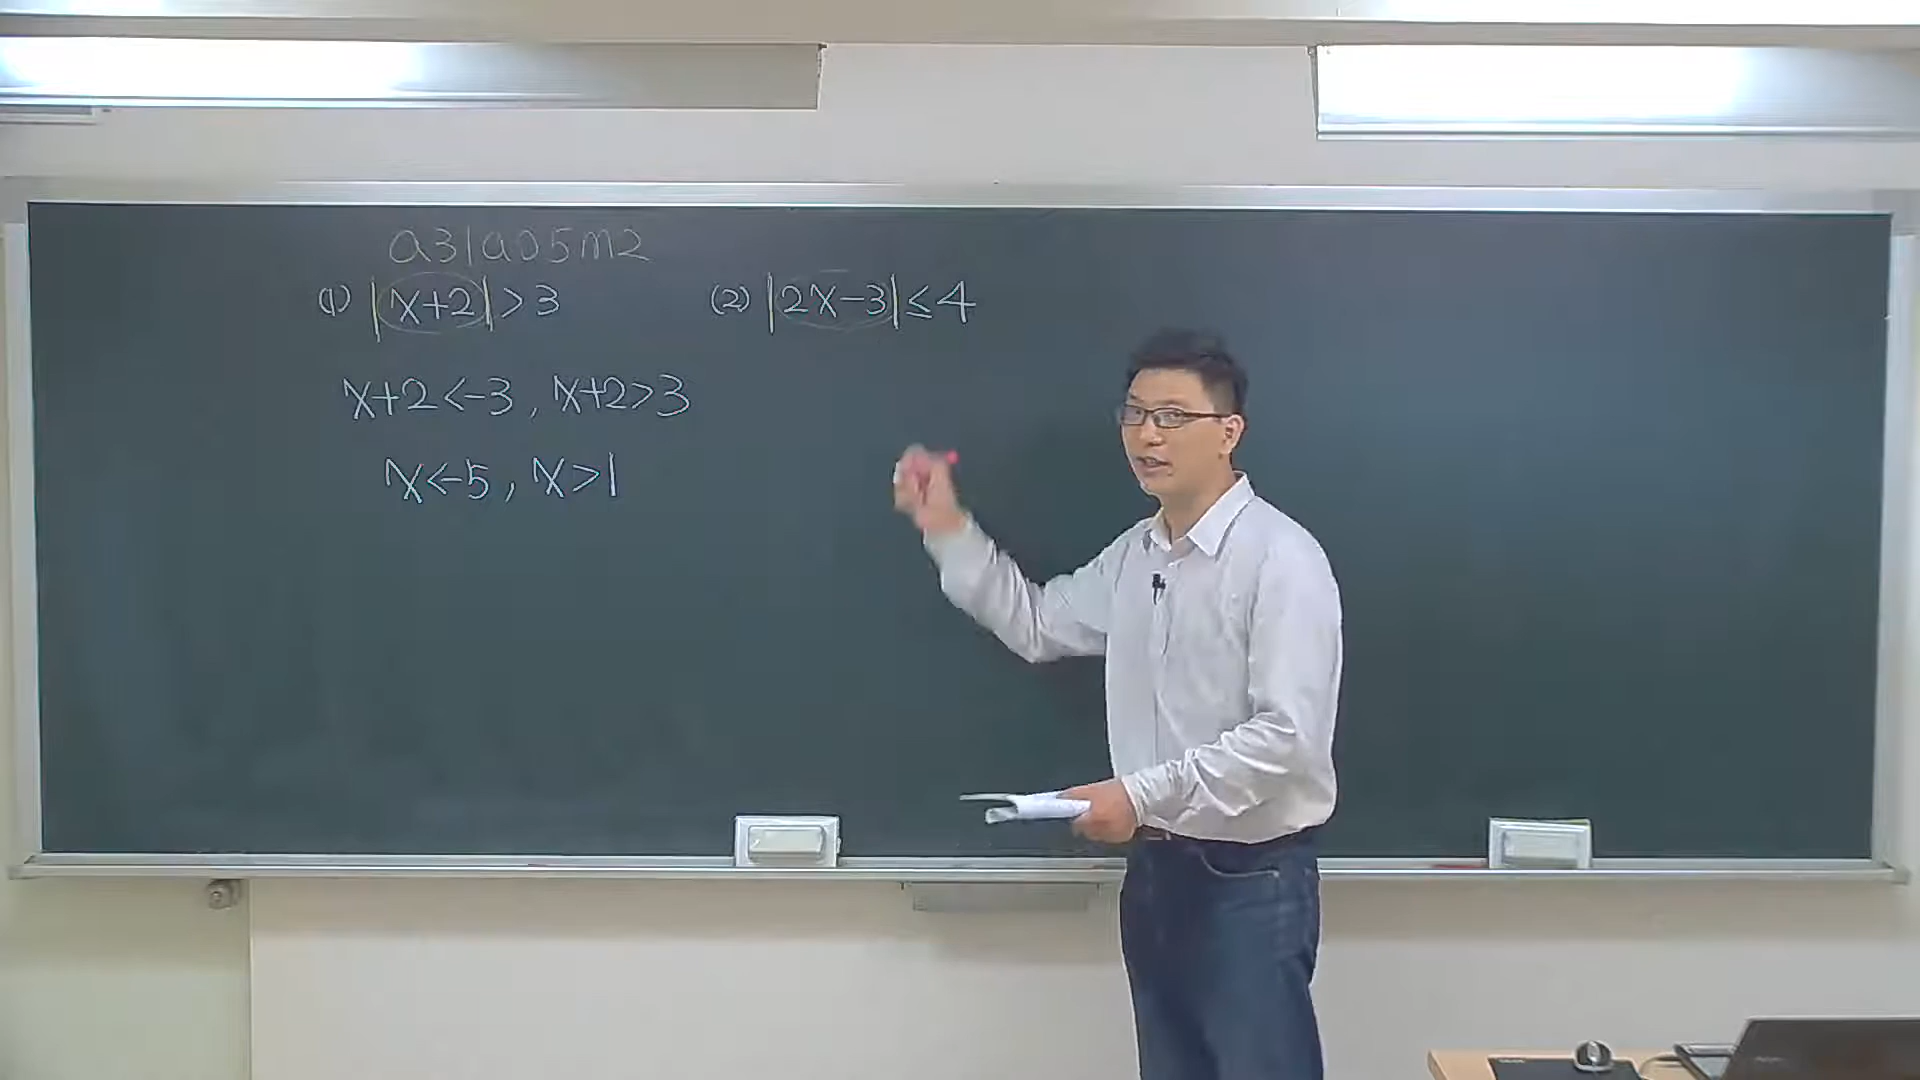 a31a05m2
(1) |x+2|>3
(2) |2x-3|≤4
x+2<-3, x+2>3
x<-5, x>1